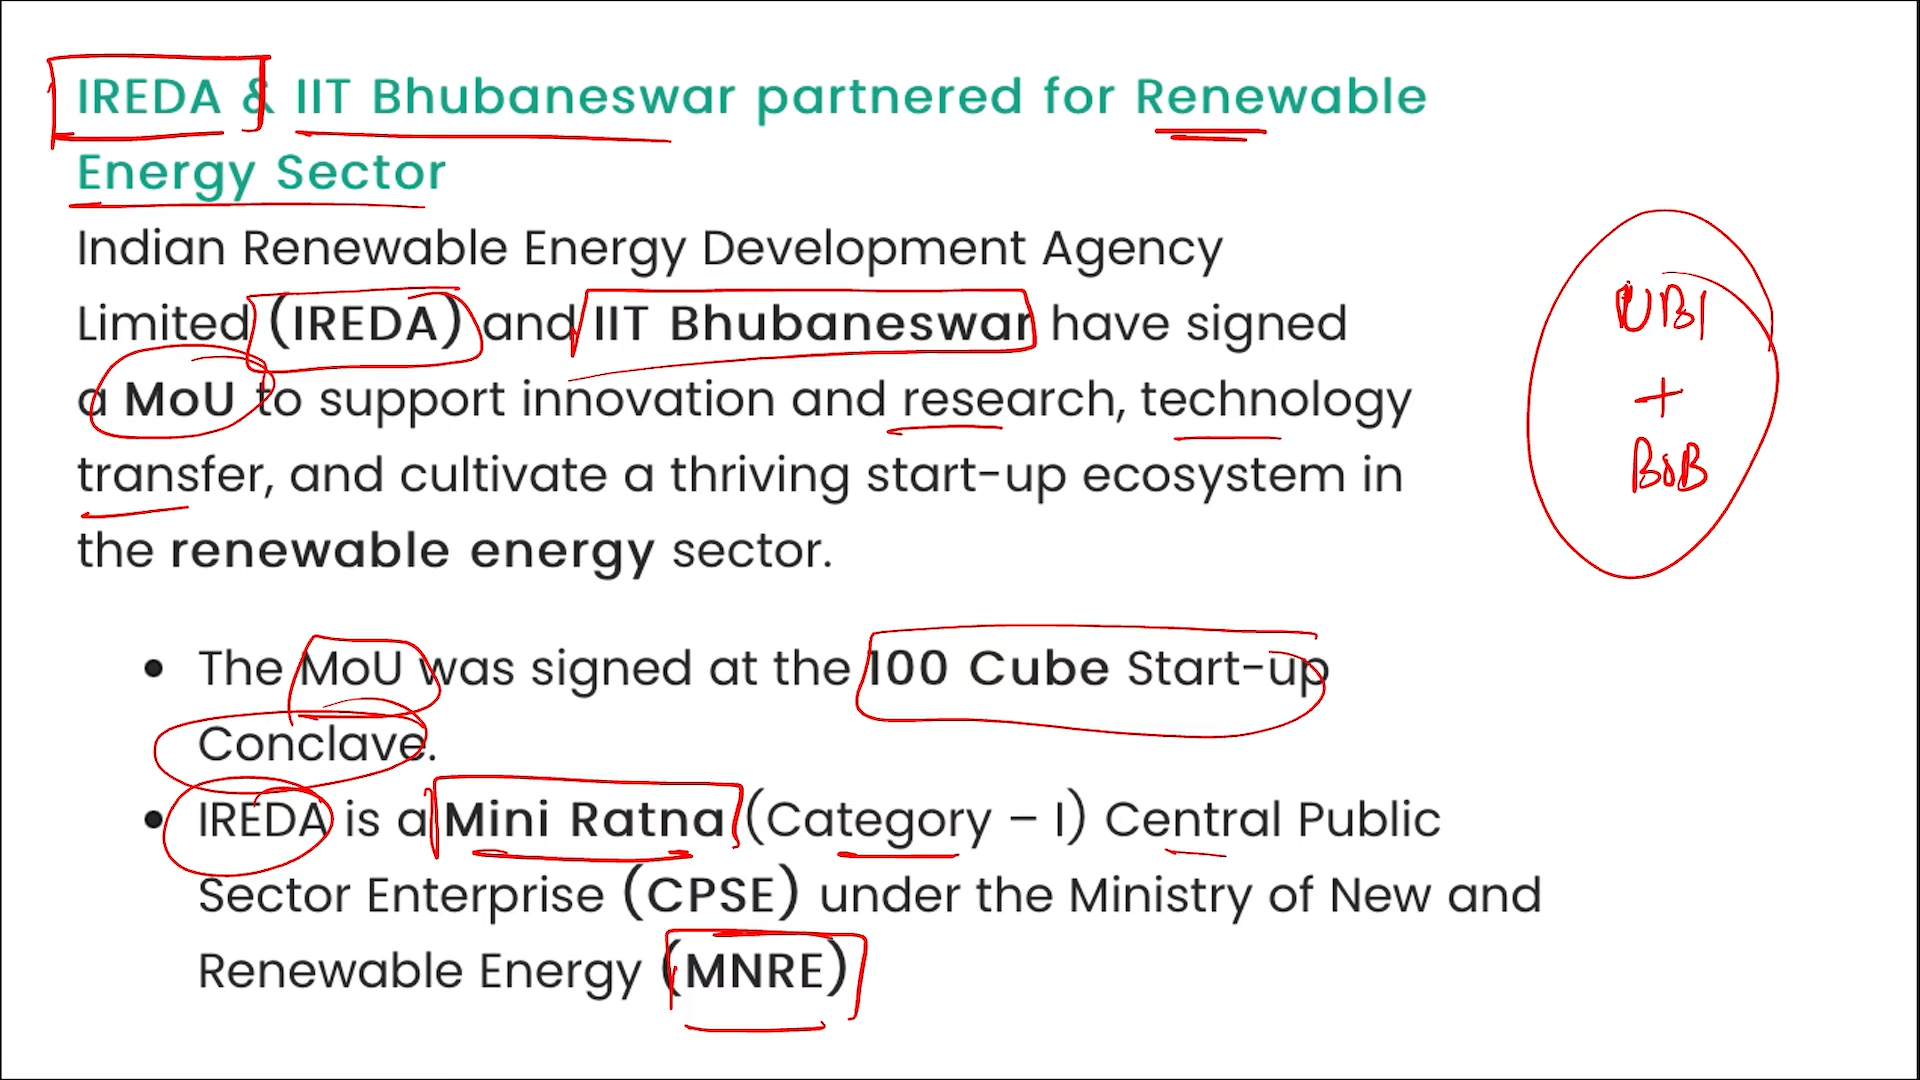 IREDA & IIT Bhubaneswar partnered for Renewable
Energy Sector
Indian Renewable Energy Development Agency
Limited (IREDA) and IIT Bhubaneswar have signed
a MoU to support innovation and research, technology
transfer, and cultivate a thriving start-up ecosystem in
the renewable energy sector.
• The MoU was signed at the 100 Cube Start-up
Conclave.
• IREDA is a Mini Ratna (Category – I) Central Public
Sector Enterprise (CPSE) under the Ministry of New and
Renewable Energy (MNRE)
UBI
+
BOB